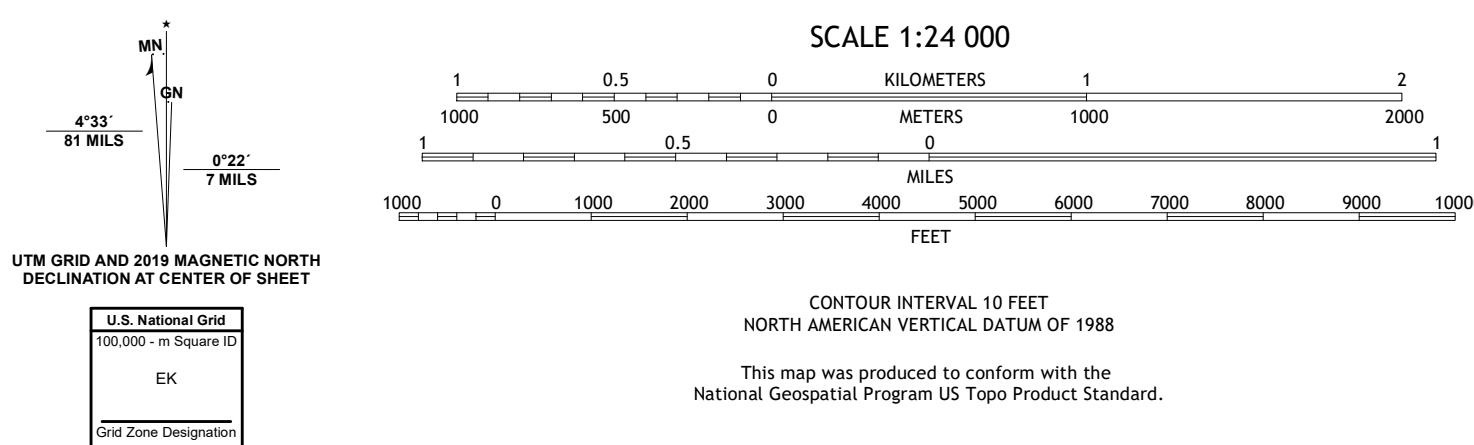 MN
GN
4°33´
81 MILS
0°22´
7 MILS
UTM GRID AND 2019 MAGNETIC NORTH
DECLINATION AT CENTER OF SHEET
U.S. National Grid
100,000 - m Square ID
EK
Grid Zone Designation
SCALE 1:24 000
1 0.5 0 KILOMETERS 1 2
1000 500 0 METERS 1000 2000
1 0.5 0 1
MILES
1000 0 1000 2000 3000 4000 5000 6000 7000 8000 9000 1000
FEET
CONTOUR INTERVAL 10 FEET
NORTH AMERICAN VERTICAL DATUM OF 1988
This map was produced to conform with the
National Geospatial Program US Topo Product Standard.